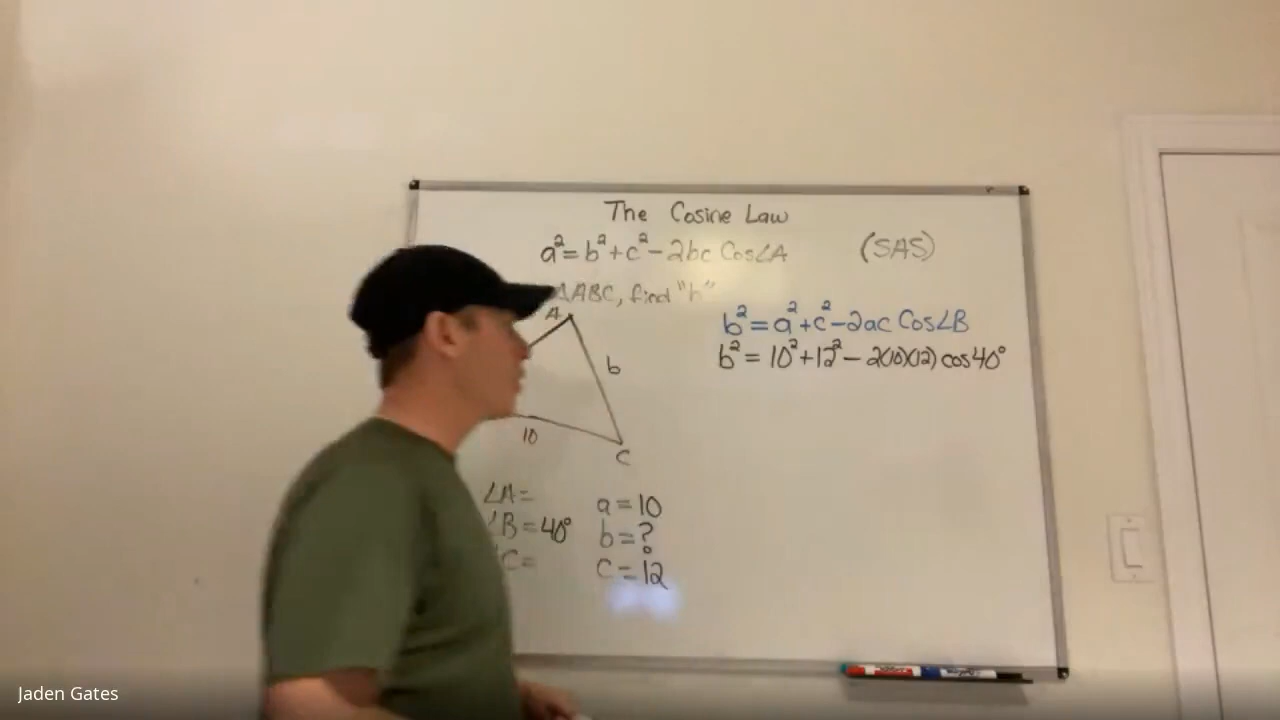 The Cosine Law
a² = b² + c² - 2bc Cos∠A (SAS)
ΔABC, find "b"
b² = a² + c² - 2ac Cos∠B
b² = 10² + 12² - 2(10)(12) cos 40°
A
b
10
C
∠A =
∠B = 40°
∠C =
a = 10
b = ?
c = 12
Jaden Gates